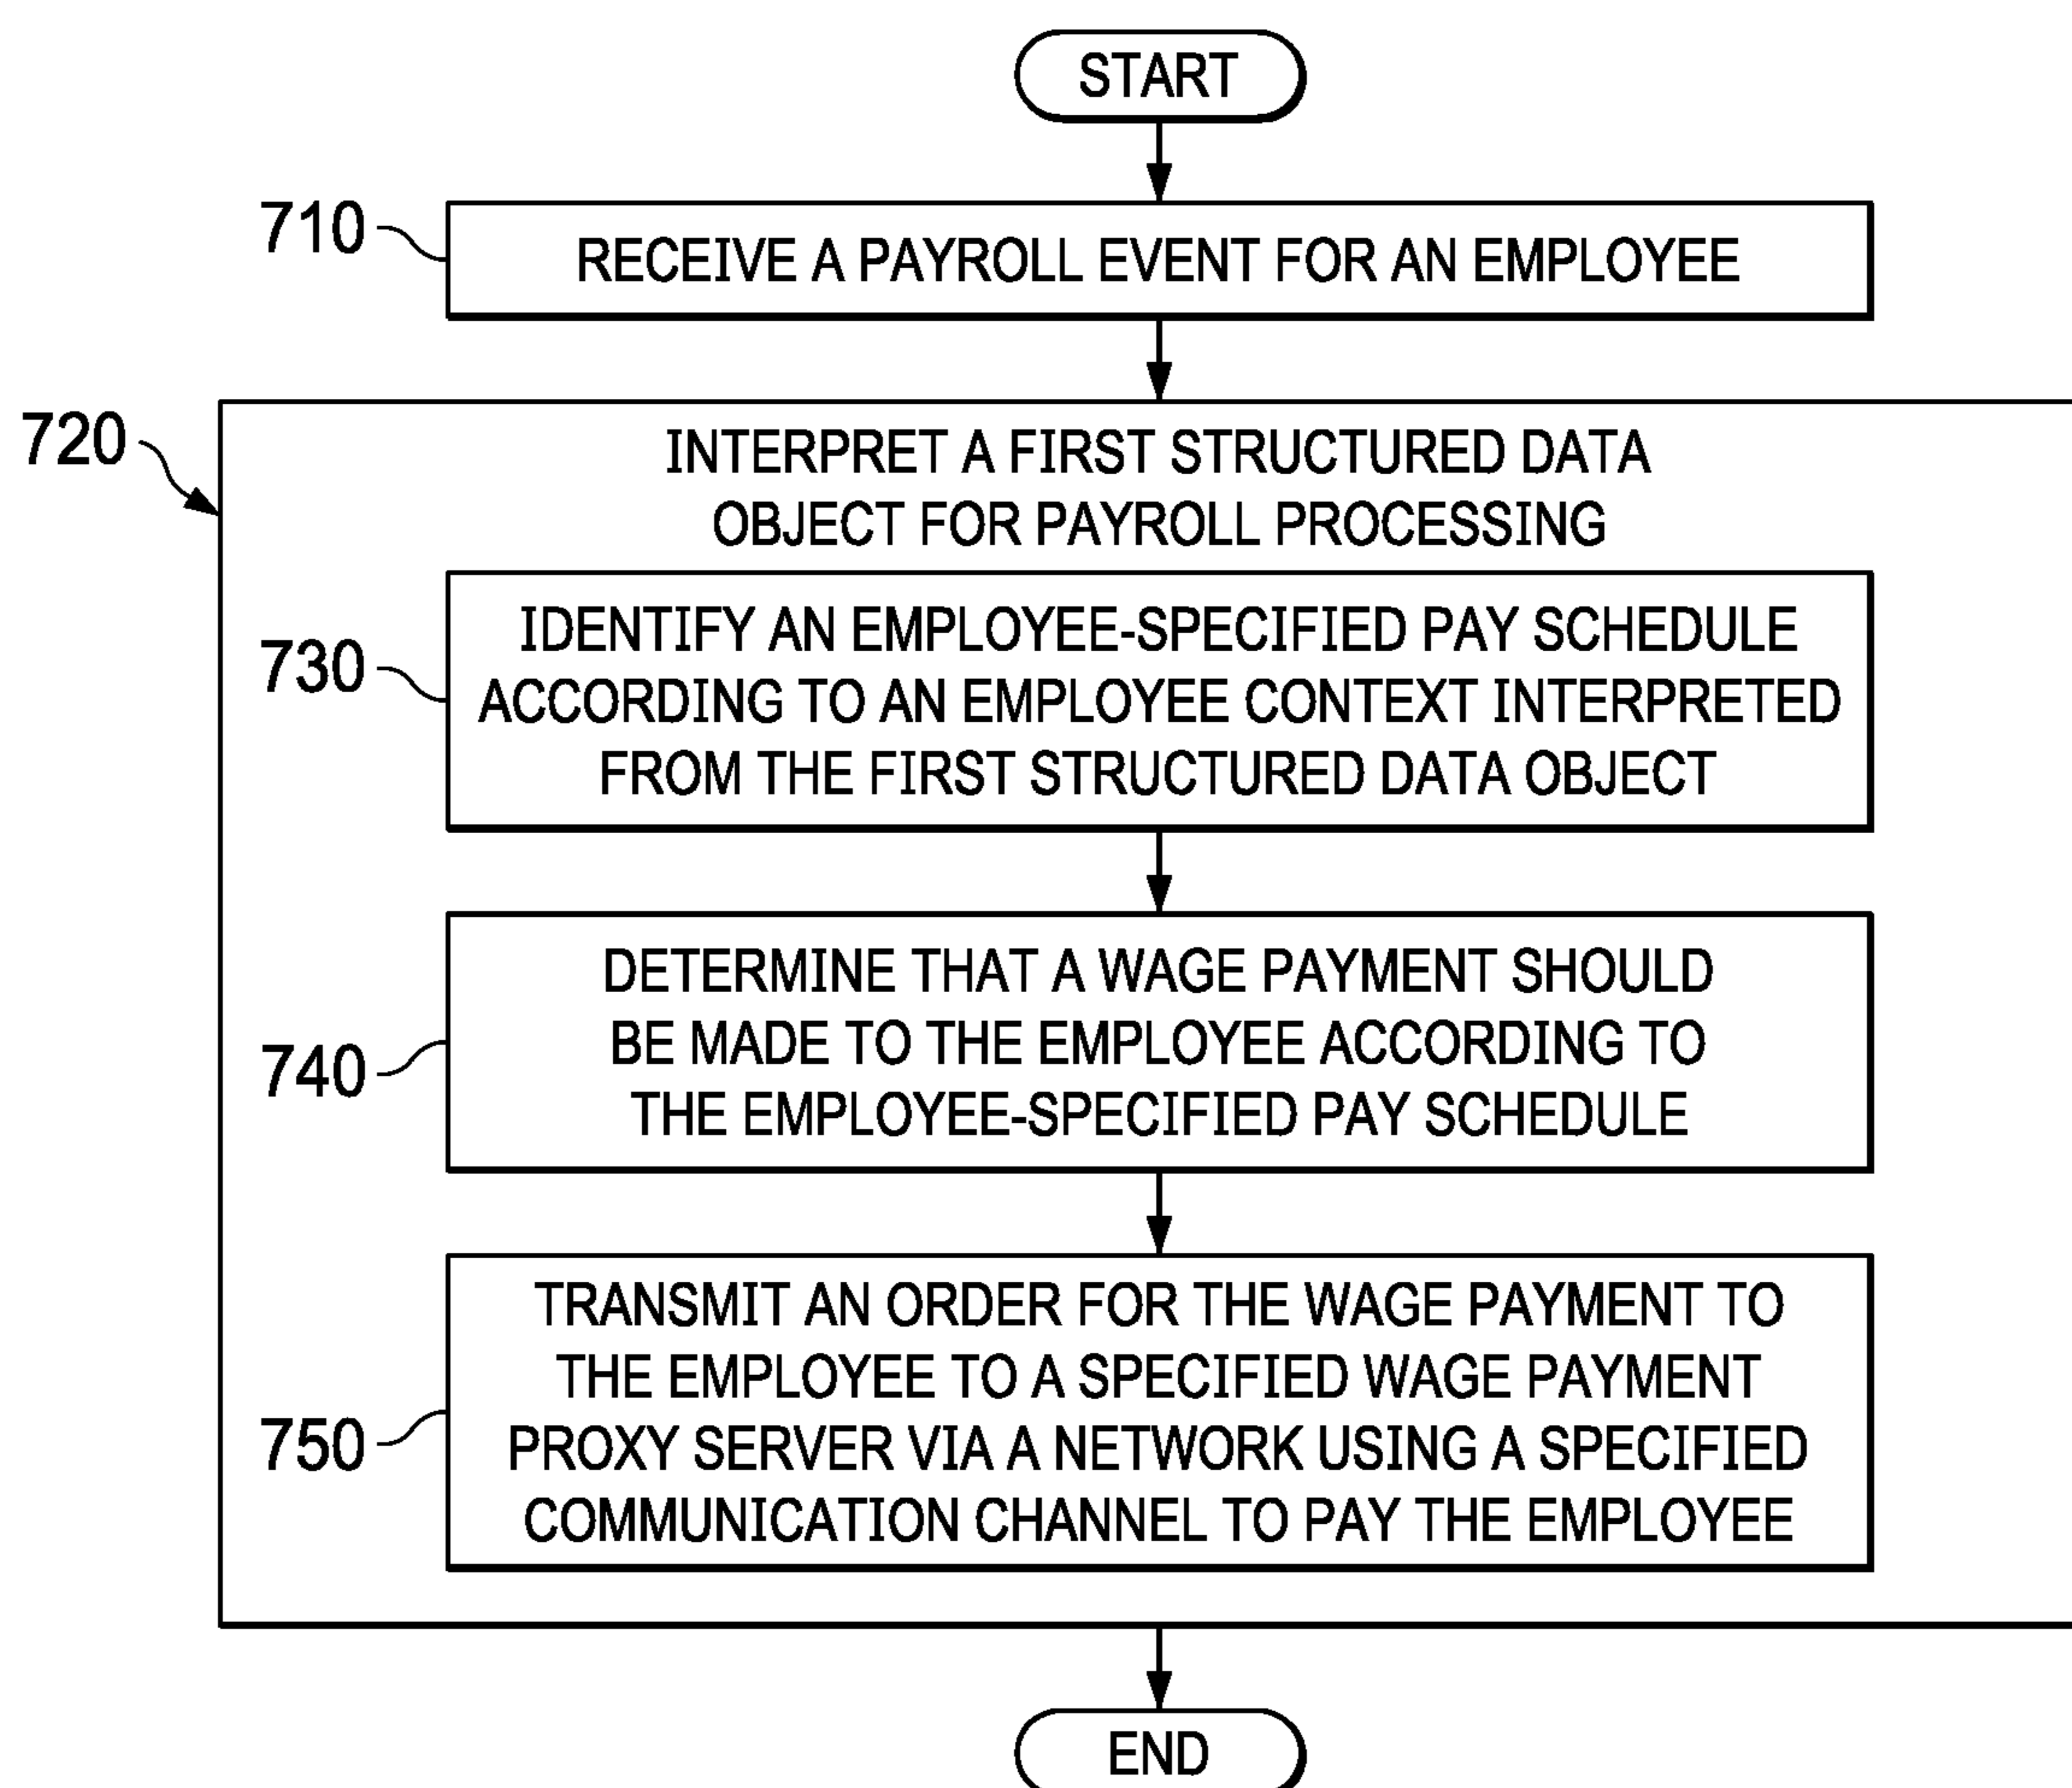 START
710
RECEIVE A PAYROLL EVENT FOR AN EMPLOYEE
720
INTERPRET A FIRST STRUCTURED DATA
OBJECT FOR PAYROLL PROCESSING
730
IDENTIFY AN EMPLOYEE-SPECIFIED PAY SCHEDULE
ACCORDING TO AN EMPLOYEE CONTEXT INTERPRETED
FROM THE FIRST STRUCTURED DATA OBJECT
740
DETERMINE THAT A WAGE PAYMENT SHOULD
BE MADE TO THE EMPLOYEE ACCORDING TO
THE EMPLOYEE-SPECIFIED PAY SCHEDULE
750
TRANSMIT AN ORDER FOR THE WAGE PAYMENT TO
THE EMPLOYEE TO A SPECIFIED WAGE PAYMENT
PROXY SERVER VIA A NETWORK USING A SPECIFIED
COMMUNICATION CHANNEL TO PAY THE EMPLOYEE
END